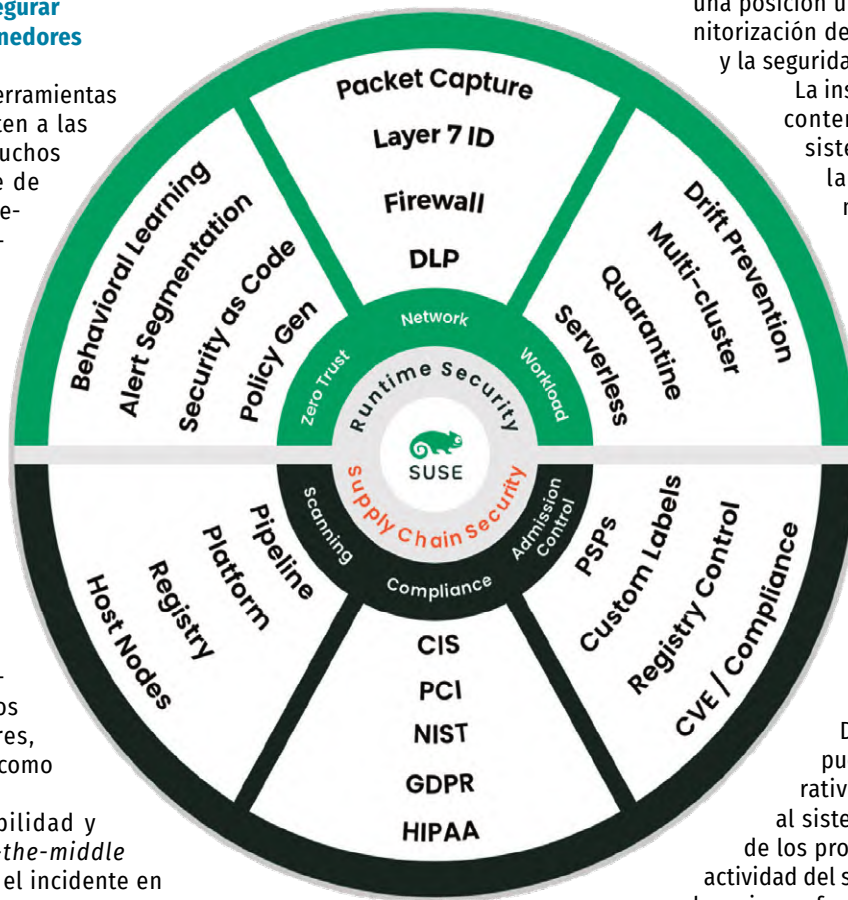 egurar
nedores
erramientas
ten a las
uchos
e de
e-
-
una posición u
nitorización de
y la segurida
La ins
conter
siste
la
Packet Capture
Layer 7 ID
Firewall
DLP
Behavioral Learning
Alert Segmentation
Security as Code
Policy Gen
Drift Prevention
Multi-cluster
Quarantine
Serverless
Zero Trust
Network
Workload
Runtime Security
SUSE
Supply Chain Security
Scanning
Compliance
Admission
Control
Pipeline
Platform
Registry
Host Nodes
CIS
PCI
NIST
GDPR
HIPAA
PSPs
Custom Labels
Registry Control
CVE / Compliance
-
os
res,
como
bilidad y
-the-middle
el incidente en
D
pu
rativ
al siste
de los pro
actividad del s